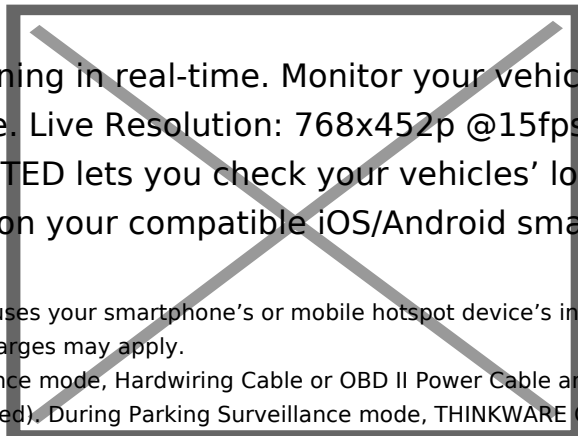 ning in real-time. Monitor your vehic
e. Live Resolution: 768x452p @15fps
TED lets you check your vehicles’ lo
on your compatible iOS/Android sma
uses your smartphone’s or mobile hotspot device’s in
arges may apply.
nce mode, Hardwiring Cable or OBD II Power Cable an
ed). During Parking Surveillance mode, THINKWARE